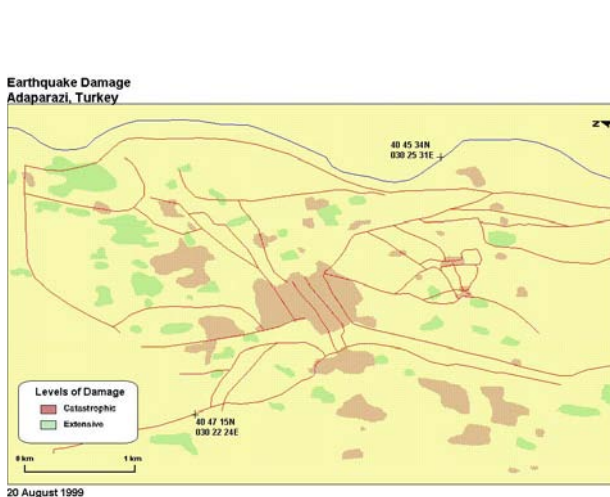 Earthquake Damage
Adaparazi, Turkey
Z
40 45 34N
030 25 31E
Levels of Damage
Catastrophic
Extensive
40 47 15N
030 22 24E
0 km
1 km
20 August 1999